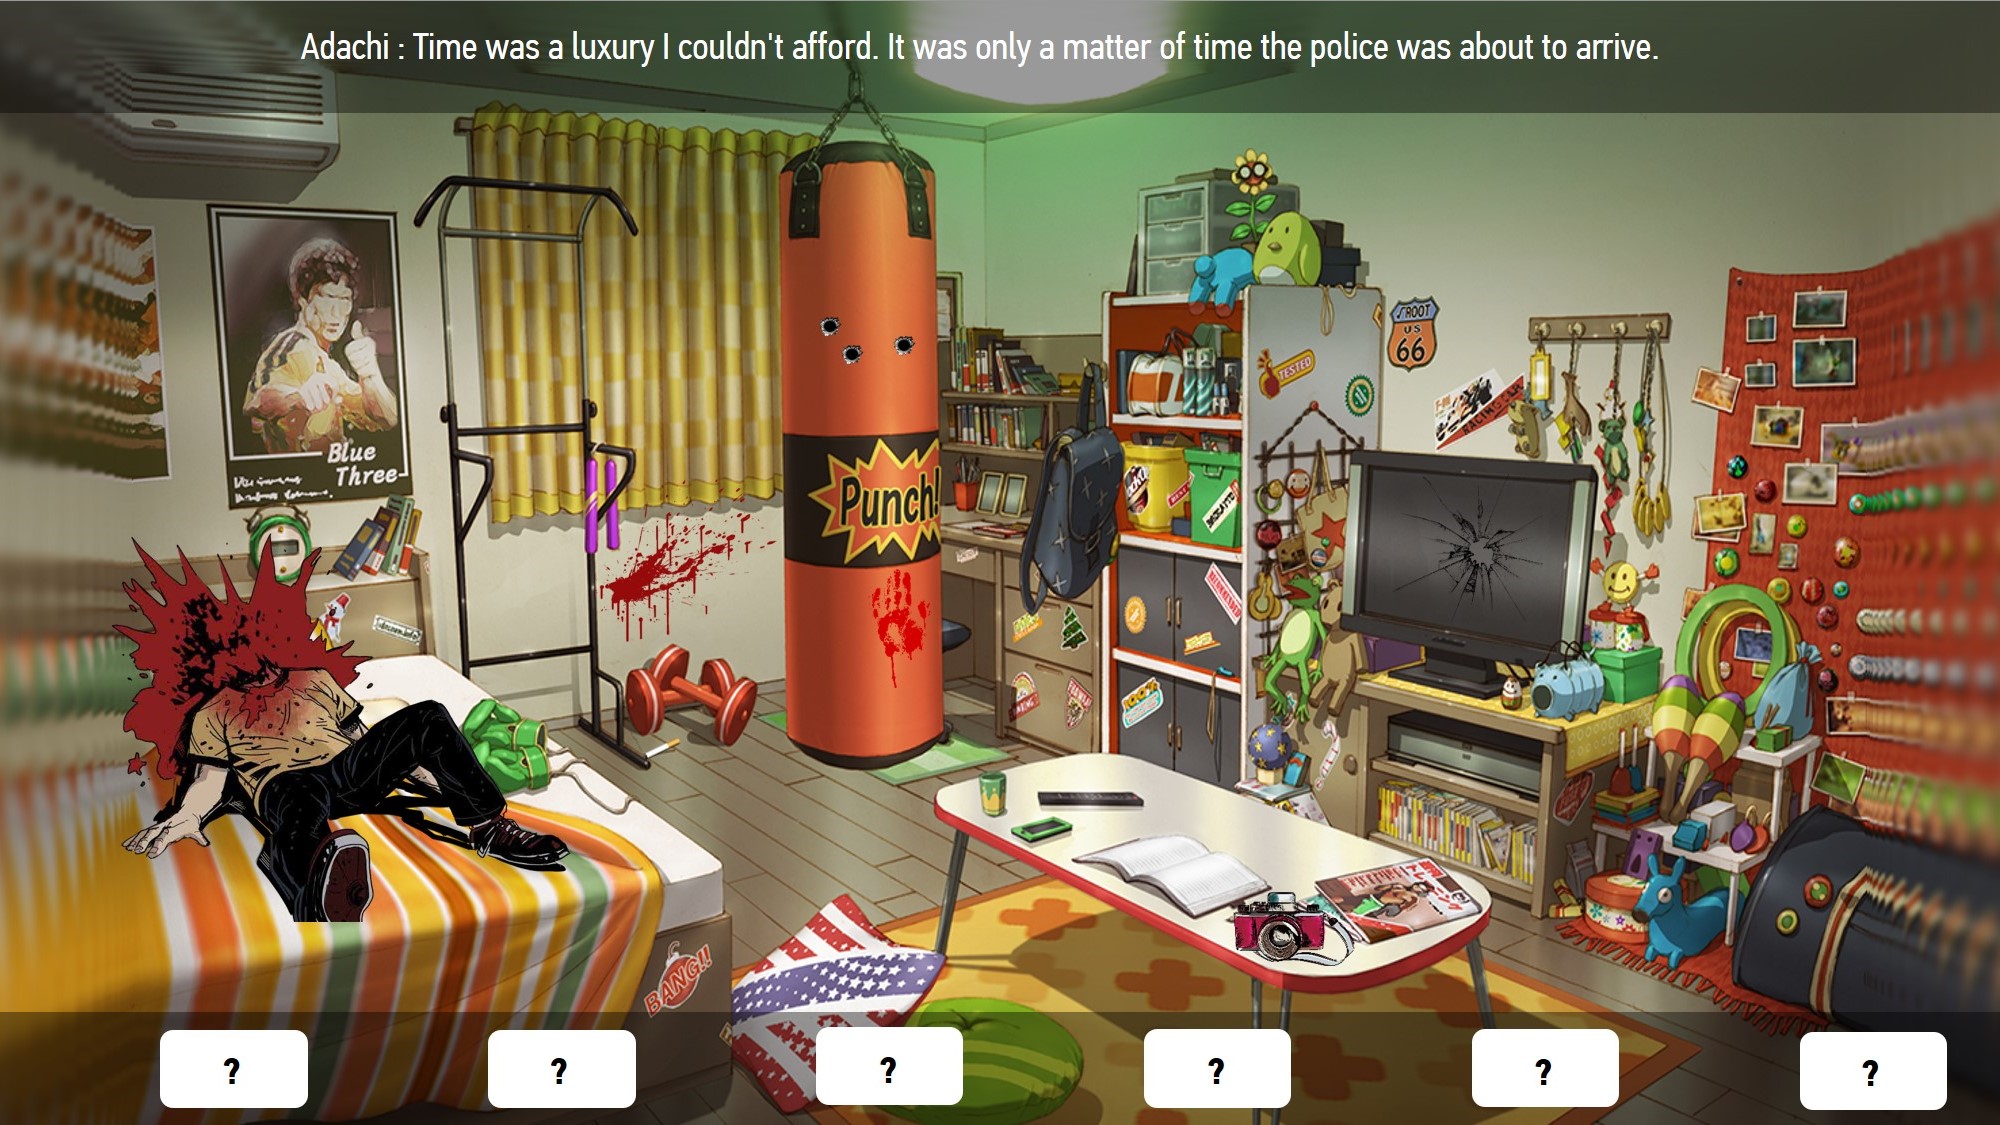 Adachi : Time was a luxury I couldn't afford. It was only a matter of time the police was about to arrive.
Blue
Three
ROOT
US
66
TESTED
RACING
Punch!
BANG!!
?
?
?
?
?
?